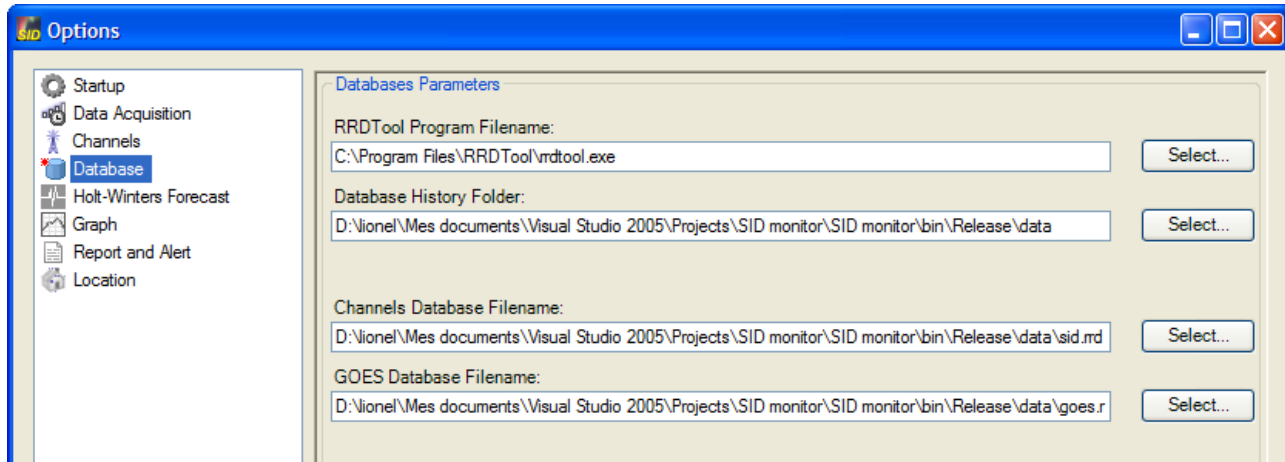 SID Options
Startup
Data Acquisition
Channels
Database
Holt-Winters Forecast
Graph
Report and Alert
Location
Databases Parameters
RRDTool Program Filename:
C:\Program Files\RRDTool\rrdtool.exe Select...
Database History Folder:
D:\lionel\Mes documents\Visual Studio 2005\Projects\SID monitor\SID monitor\bin\Release\data Select...
Channels Database Filename:
D:\lionel\Mes documents\Visual Studio 2005\Projects\SID monitor\SID monitor\bin\Release\data\sid.rrd Select...
GOES Database Filename:
D:\lionel\Mes documents\Visual Studio 2005\Projects\SID monitor\SID monitor\bin\Release\data\goes.r Select...